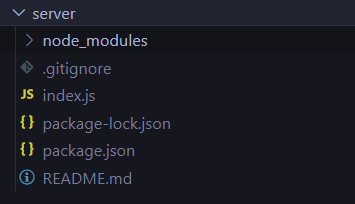 server
node_modules
.gitignore
JS index.js
{} package-lock.json
{} package.json
README.md